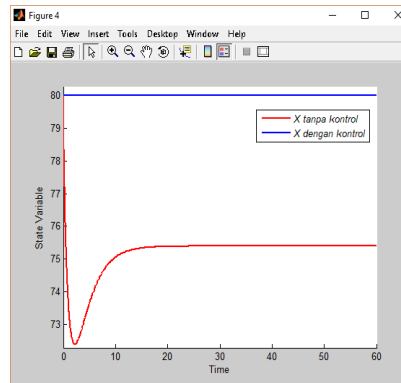 Figure 4
File Edit View Insert Tools Desktop Window Help
X tanpa kontrol
X dengan kontrol
State Variable
80
79
78
77
76
75
74
73
0 10 20 30 40 50 60
Time